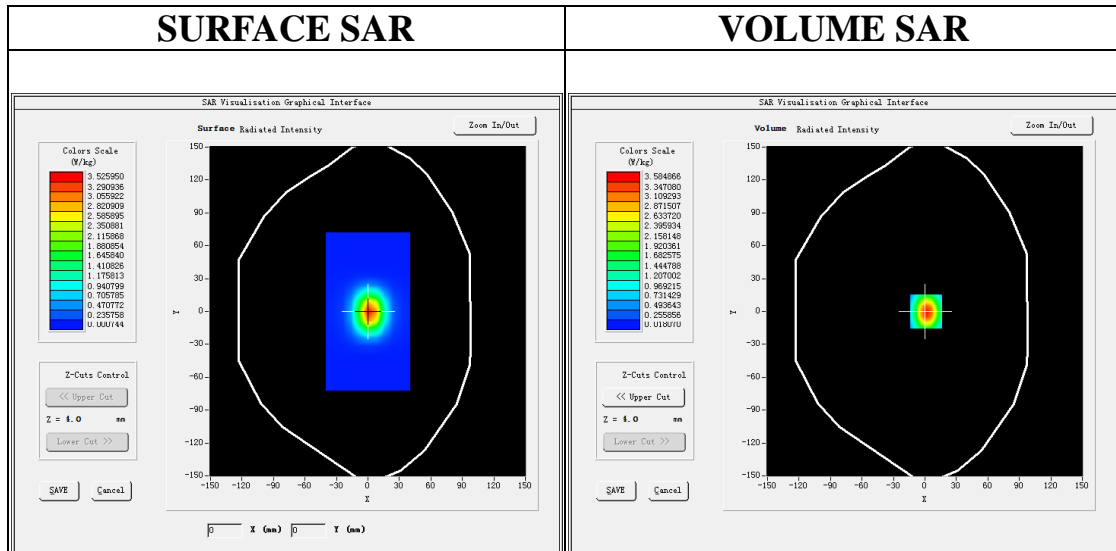 SURFACE SAR
SAR Visualisation Graphical Interface
Surface Radiated Intensity
Zoom In/Out
Colors Scale
(W/kg)
3.525950
3.290936
3.055922
2.820909
2.585895
2.350881
2.115868
1.880854
1.645840
1.410826
1.175813
0.940799
0.705785
0.470772
0.235758
0.000744
Z-Cuts Control
<< Upper Cut
Z = 4.0 mm
Lower Cut >>
SAVE Cancel
150
120
90
60
30
0
-30
-60
-90
-120
-150
Y
-150 -120 -90 -60 -30 0 30 60 90 120 150
X
0 X (mm) 0 Y (mm)
VOLUME SAR
SAR Visualisation Graphical Interface
Volume Radiated Intensity
Zoom In/Out
Colors Scale
(W/kg)
3.584866
3.347080
3.109293
2.871507
2.633720
2.395934
2.158148
1.920361
1.682575
1.444788
1.207002
0.969215
0.731429
0.493643
0.255856
0.018070
Z-Cuts Control
<< Upper Cut
Z = 4.0 mm
Lower Cut >>
SAVE Cancel
150
120
90
60
30
0
-30
-60
-90
-120
-150
Y
-150 -120 -90 -60 -30 0 30 60 90 120 150
X